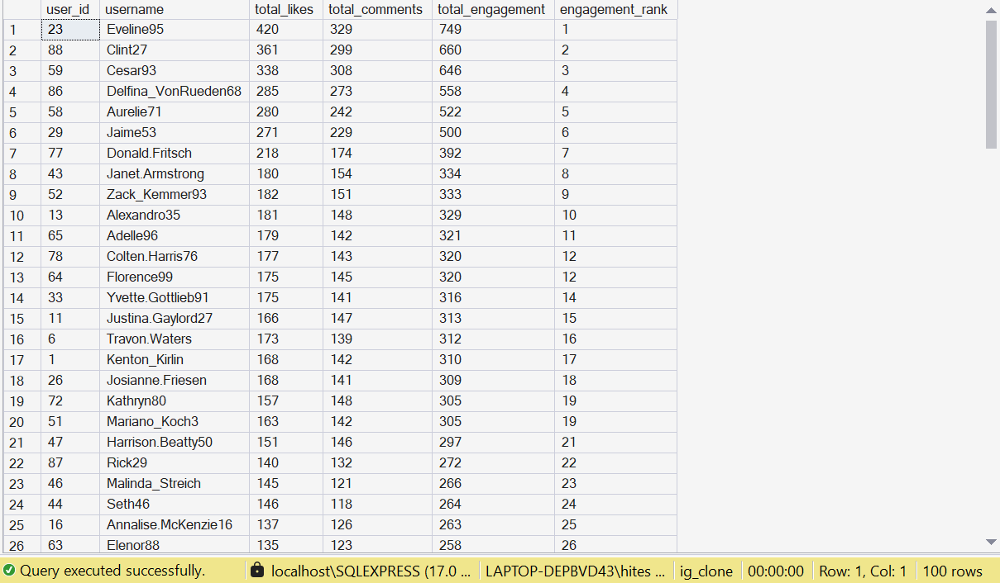 user_id username total_likes total_comments total_engagement engagement_rank
1 23 Eveline95 420 329 749 1
2 88 Clint27 361 299 660 2
3 59 Cesar93 338 308 646 3
4 86 Delfina_VonRueden68 285 273 558 4
5 58 Aurelie71 280 242 522 5
6 29 Jaime53 271 229 500 6
7 77 Donald.Fritsch 218 174 392 7
8 43 Janet.Armstrong 180 154 334 8
9 52 Zack_Kemmer93 182 151 333 9
10 13 Alexandro35 181 148 329 10
11 65 Adelle96 179 142 321 11
12 78 Colten.Harris76 177 143 320 12
13 64 Florence99 175 145 320 12
14 33 Yvette.Gottlieb91 175 141 316 14
15 11 Justina.Gaylord27 166 147 313 15
16 6 Travon.Waters 173 139 312 16
17 1 Kenton_Kirlin 168 142 310 17
18 26 Josianne.Friesen 168 141 309 18
19 72 Kathryn80 157 148 305 19
20 51 Mariano_Koch3 163 142 305 19
21 47 Harrison.Beatty50 151 146 297 21
22 87 Rick29 140 132 272 22
23 46 Malinda_Streich 145 121 266 23
24 44 Seth46 146 118 264 24
25 16 Annalise.McKenzie16 137 126 263 25
26 63 Elenor88 135 123 258 26
Query executed successfully. localhost\SQLEXPRESS (17.0 ... LAPTOP-DEPBVD43\hites ... ig_clone 00:00:00 Row: 1, Col: 1 100 rows